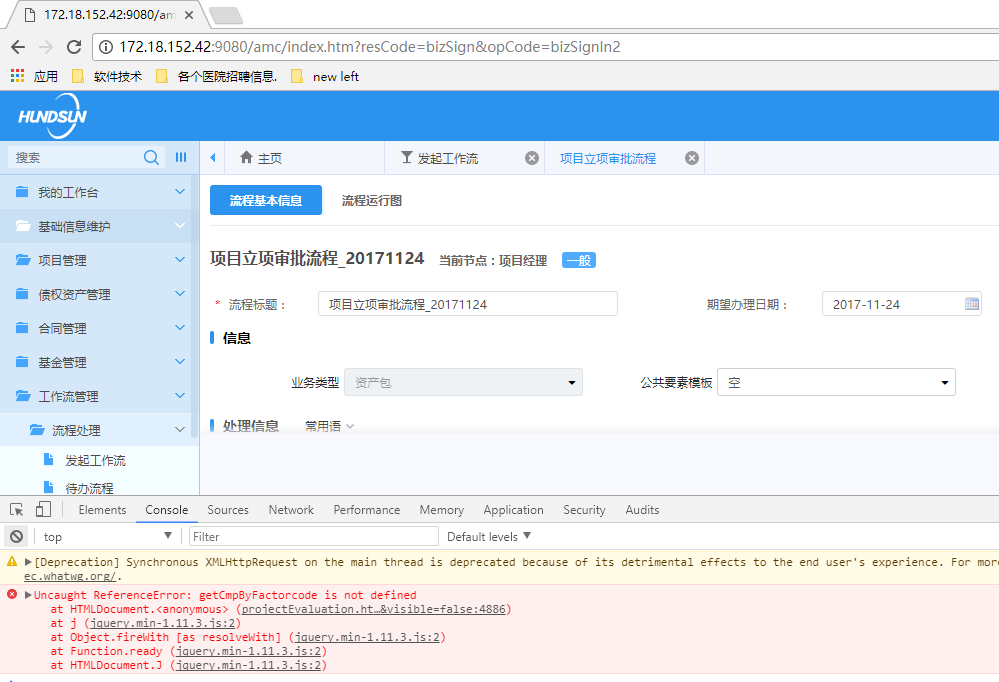 172.18.152.42:9080/am
172.18.152.42:9080/amc/index.htm?resCode=bizSign&opCode=bizSignIn2
应用 软件技术 各个医院招聘信息. new left
HUNDSUN
搜索 主页 发起工作流 项目立项审批流程
我的工作台
基础信息维护
项目管理
债权资产管理
合同管理
基金管理
工作流管理
流程处理
发起工作流
待办流程
流程基本信息 流程运行图
项目立项审批流程_20171124 当前节点：项目经理 一般
* 流程标题： 项目立项审批流程_20171124 期望办理日期： 2017-11-24
信息
业务类型 资产包 公共要素模板 空
处理信息 常用语
Elements Console Sources Network Performance Memory Application Security Audits
top Filter Default levels
[Deprecation] Synchronous XMLHttpRequest on the main thread is deprecated because of its detrimental effects to the end user's experience. For more
ec.whatwg.org/.
Uncaught ReferenceError: getCmpByFactorcode is not defined
at HTMLDocument.<anonymous> (projectEvaluation.ht…&visible=false:4886)
at j (jquery.min-1.11.3.js:2)
at Object.fireWith [as resolveWith] (jquery.min-1.11.3.js:2)
at Function.ready (jquery.min-1.11.3.js:2)
at HTMLDocument.J (jquery.min-1.11.3.js:2)